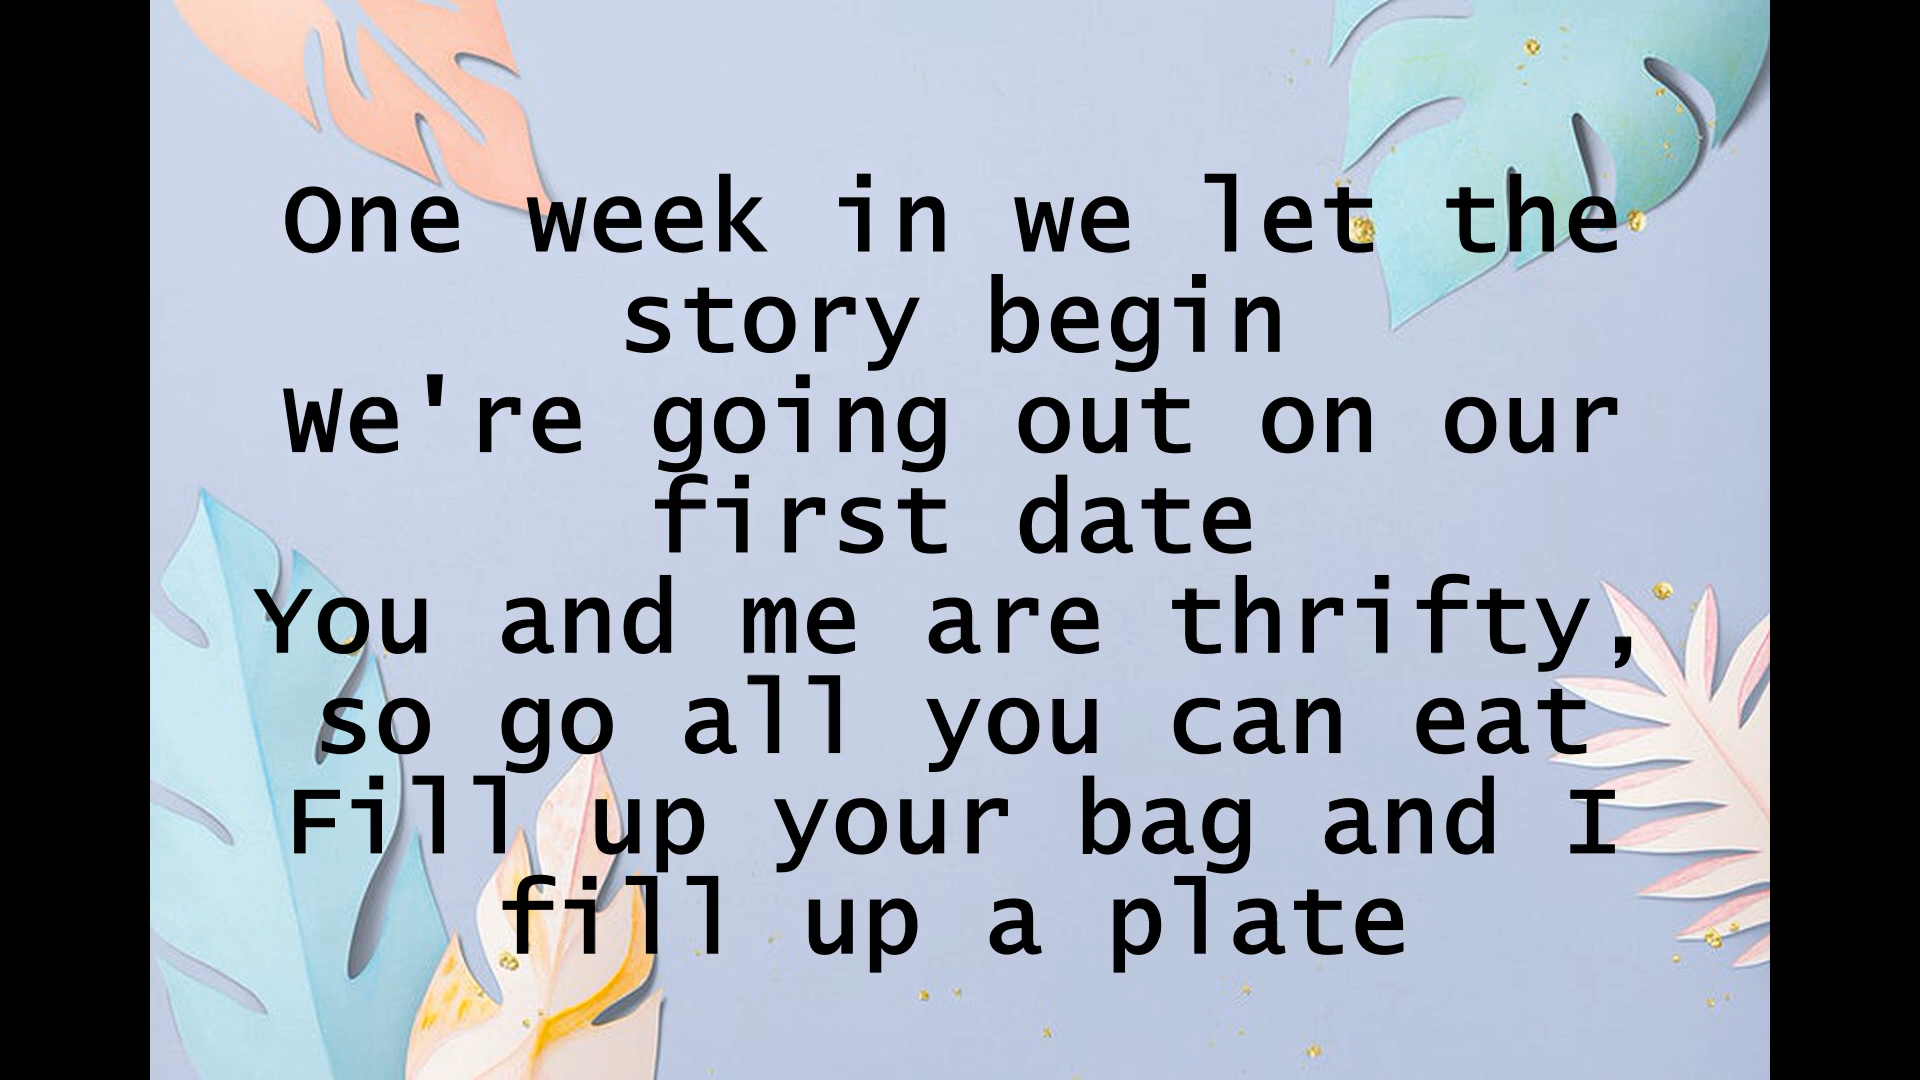 One week in we let the
story begin
We're going out on our
first date
You and me are thrifty,
so go all you can eat
Fill up your bag and I
fill up a plate